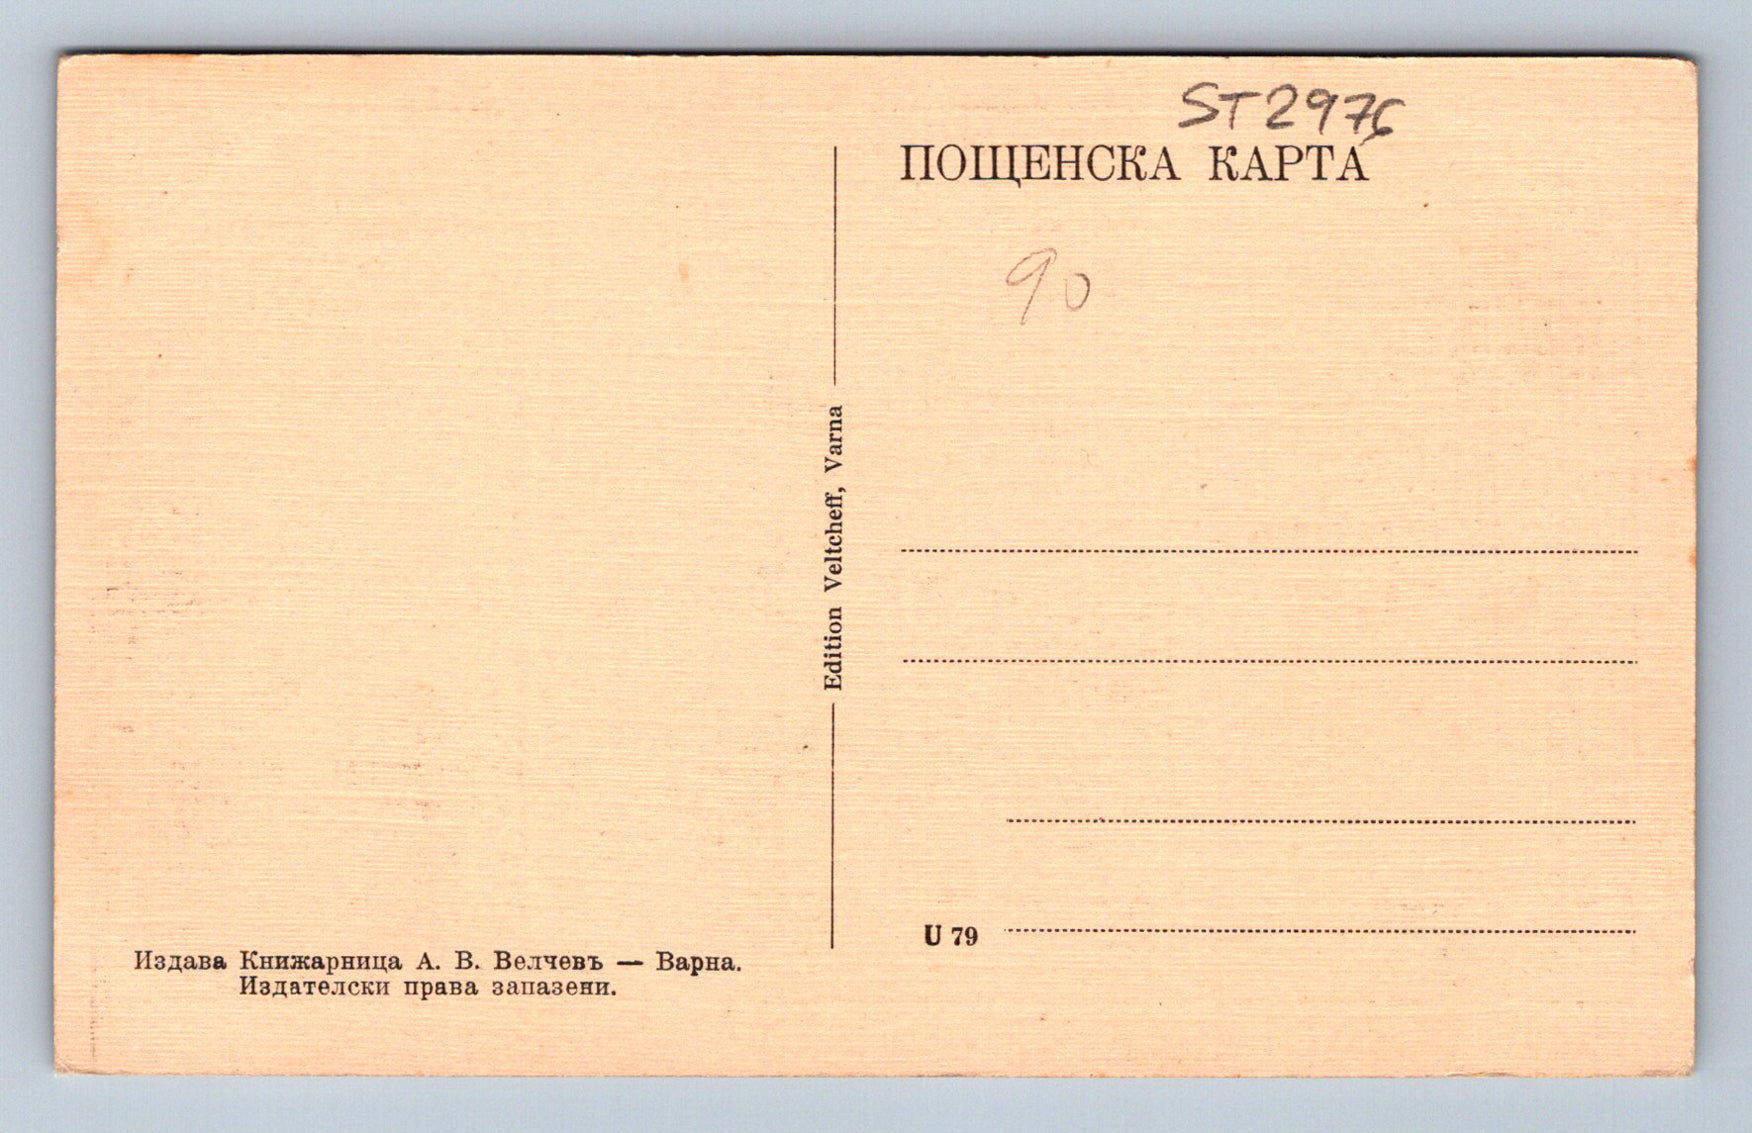 ST2976
ПОЩЕНСКА КАРТА
90
Edition Veltcheff, Varna
U 79
Издава Книжарница А. В. Велчевъ — Варна.
Издателски права запазени.